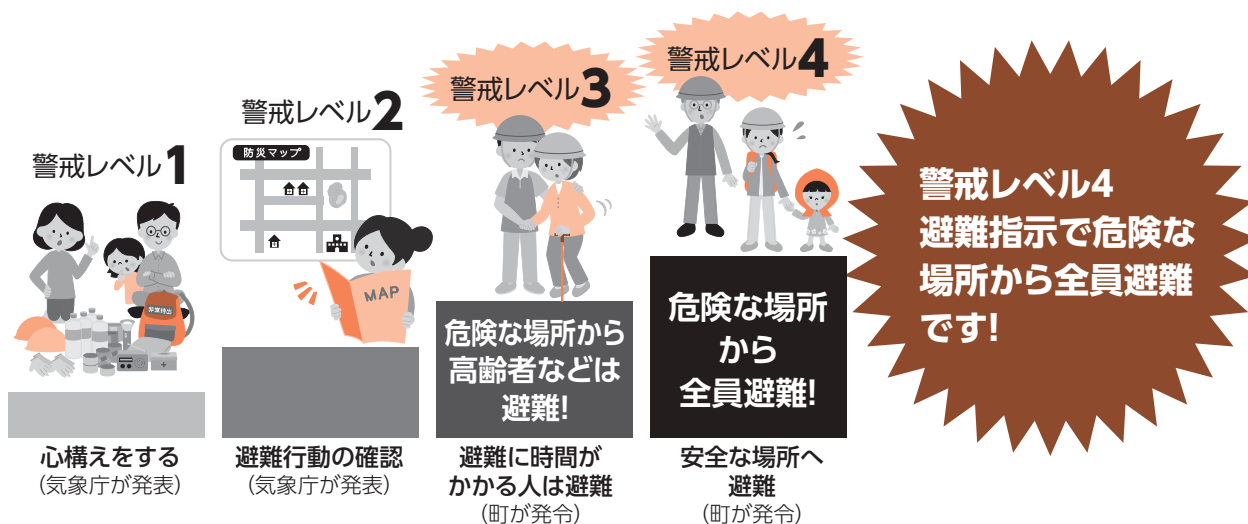 警戒レベル1
心構えをする
(気象庁が発表)
非常持出
警戒レベル2
防災マップ
MAP
避難行動の確認
(気象庁が発表)
警戒レベル3
危険な場所から
高齢者などは
避難!
避難に時間が
かかる人は避難
(町が発令)
警戒レベル4
危険な場所
から
全員避難!
安全な場所へ
避難
(町が発令)
警戒レベル4
避難指示で危険な
場所から全員避難
です!